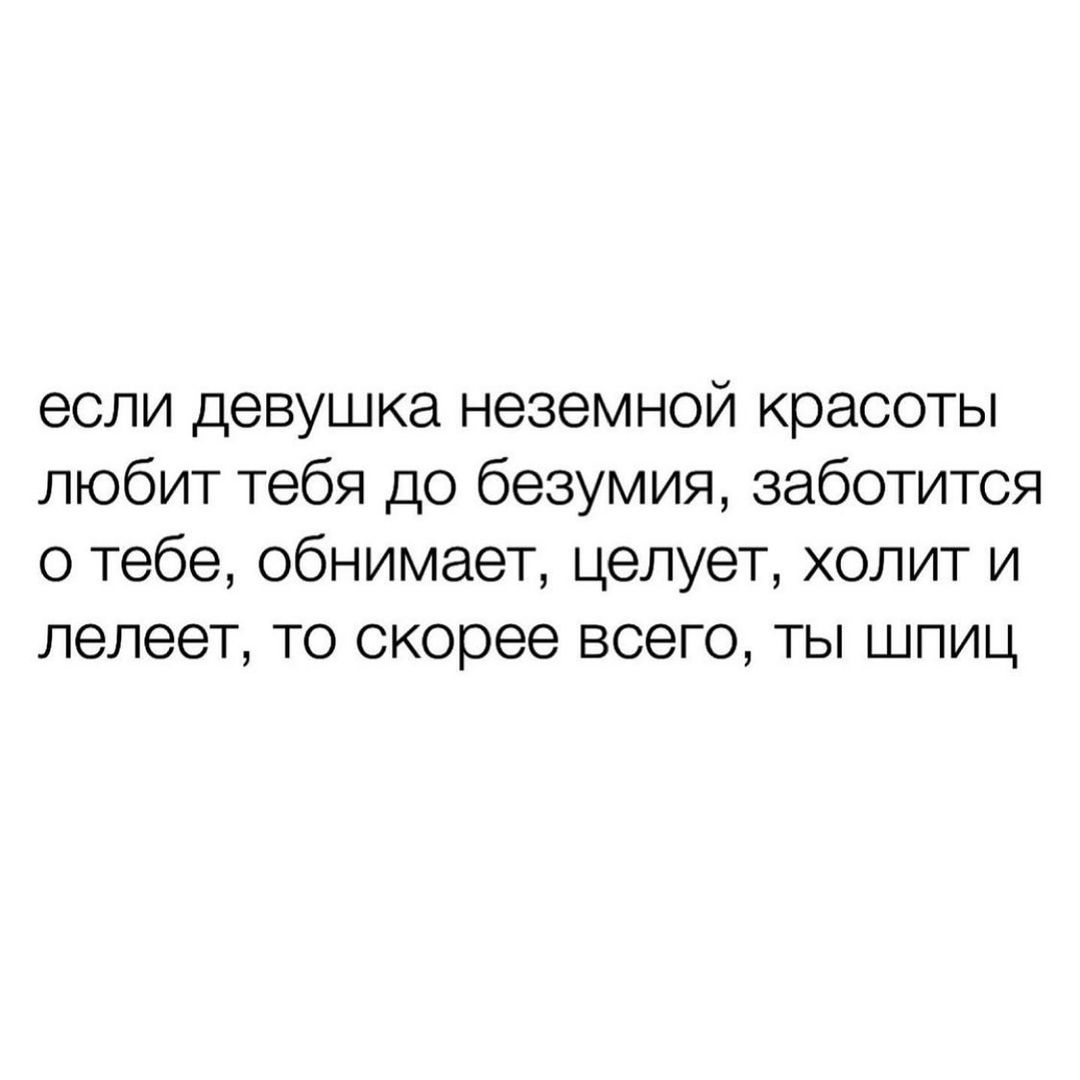 если девушка неземной красоты
любит тебя до безумия, заботится
о тебе, обнимает, целует, холит и
лелеет, то скорее всего, ты шпиц